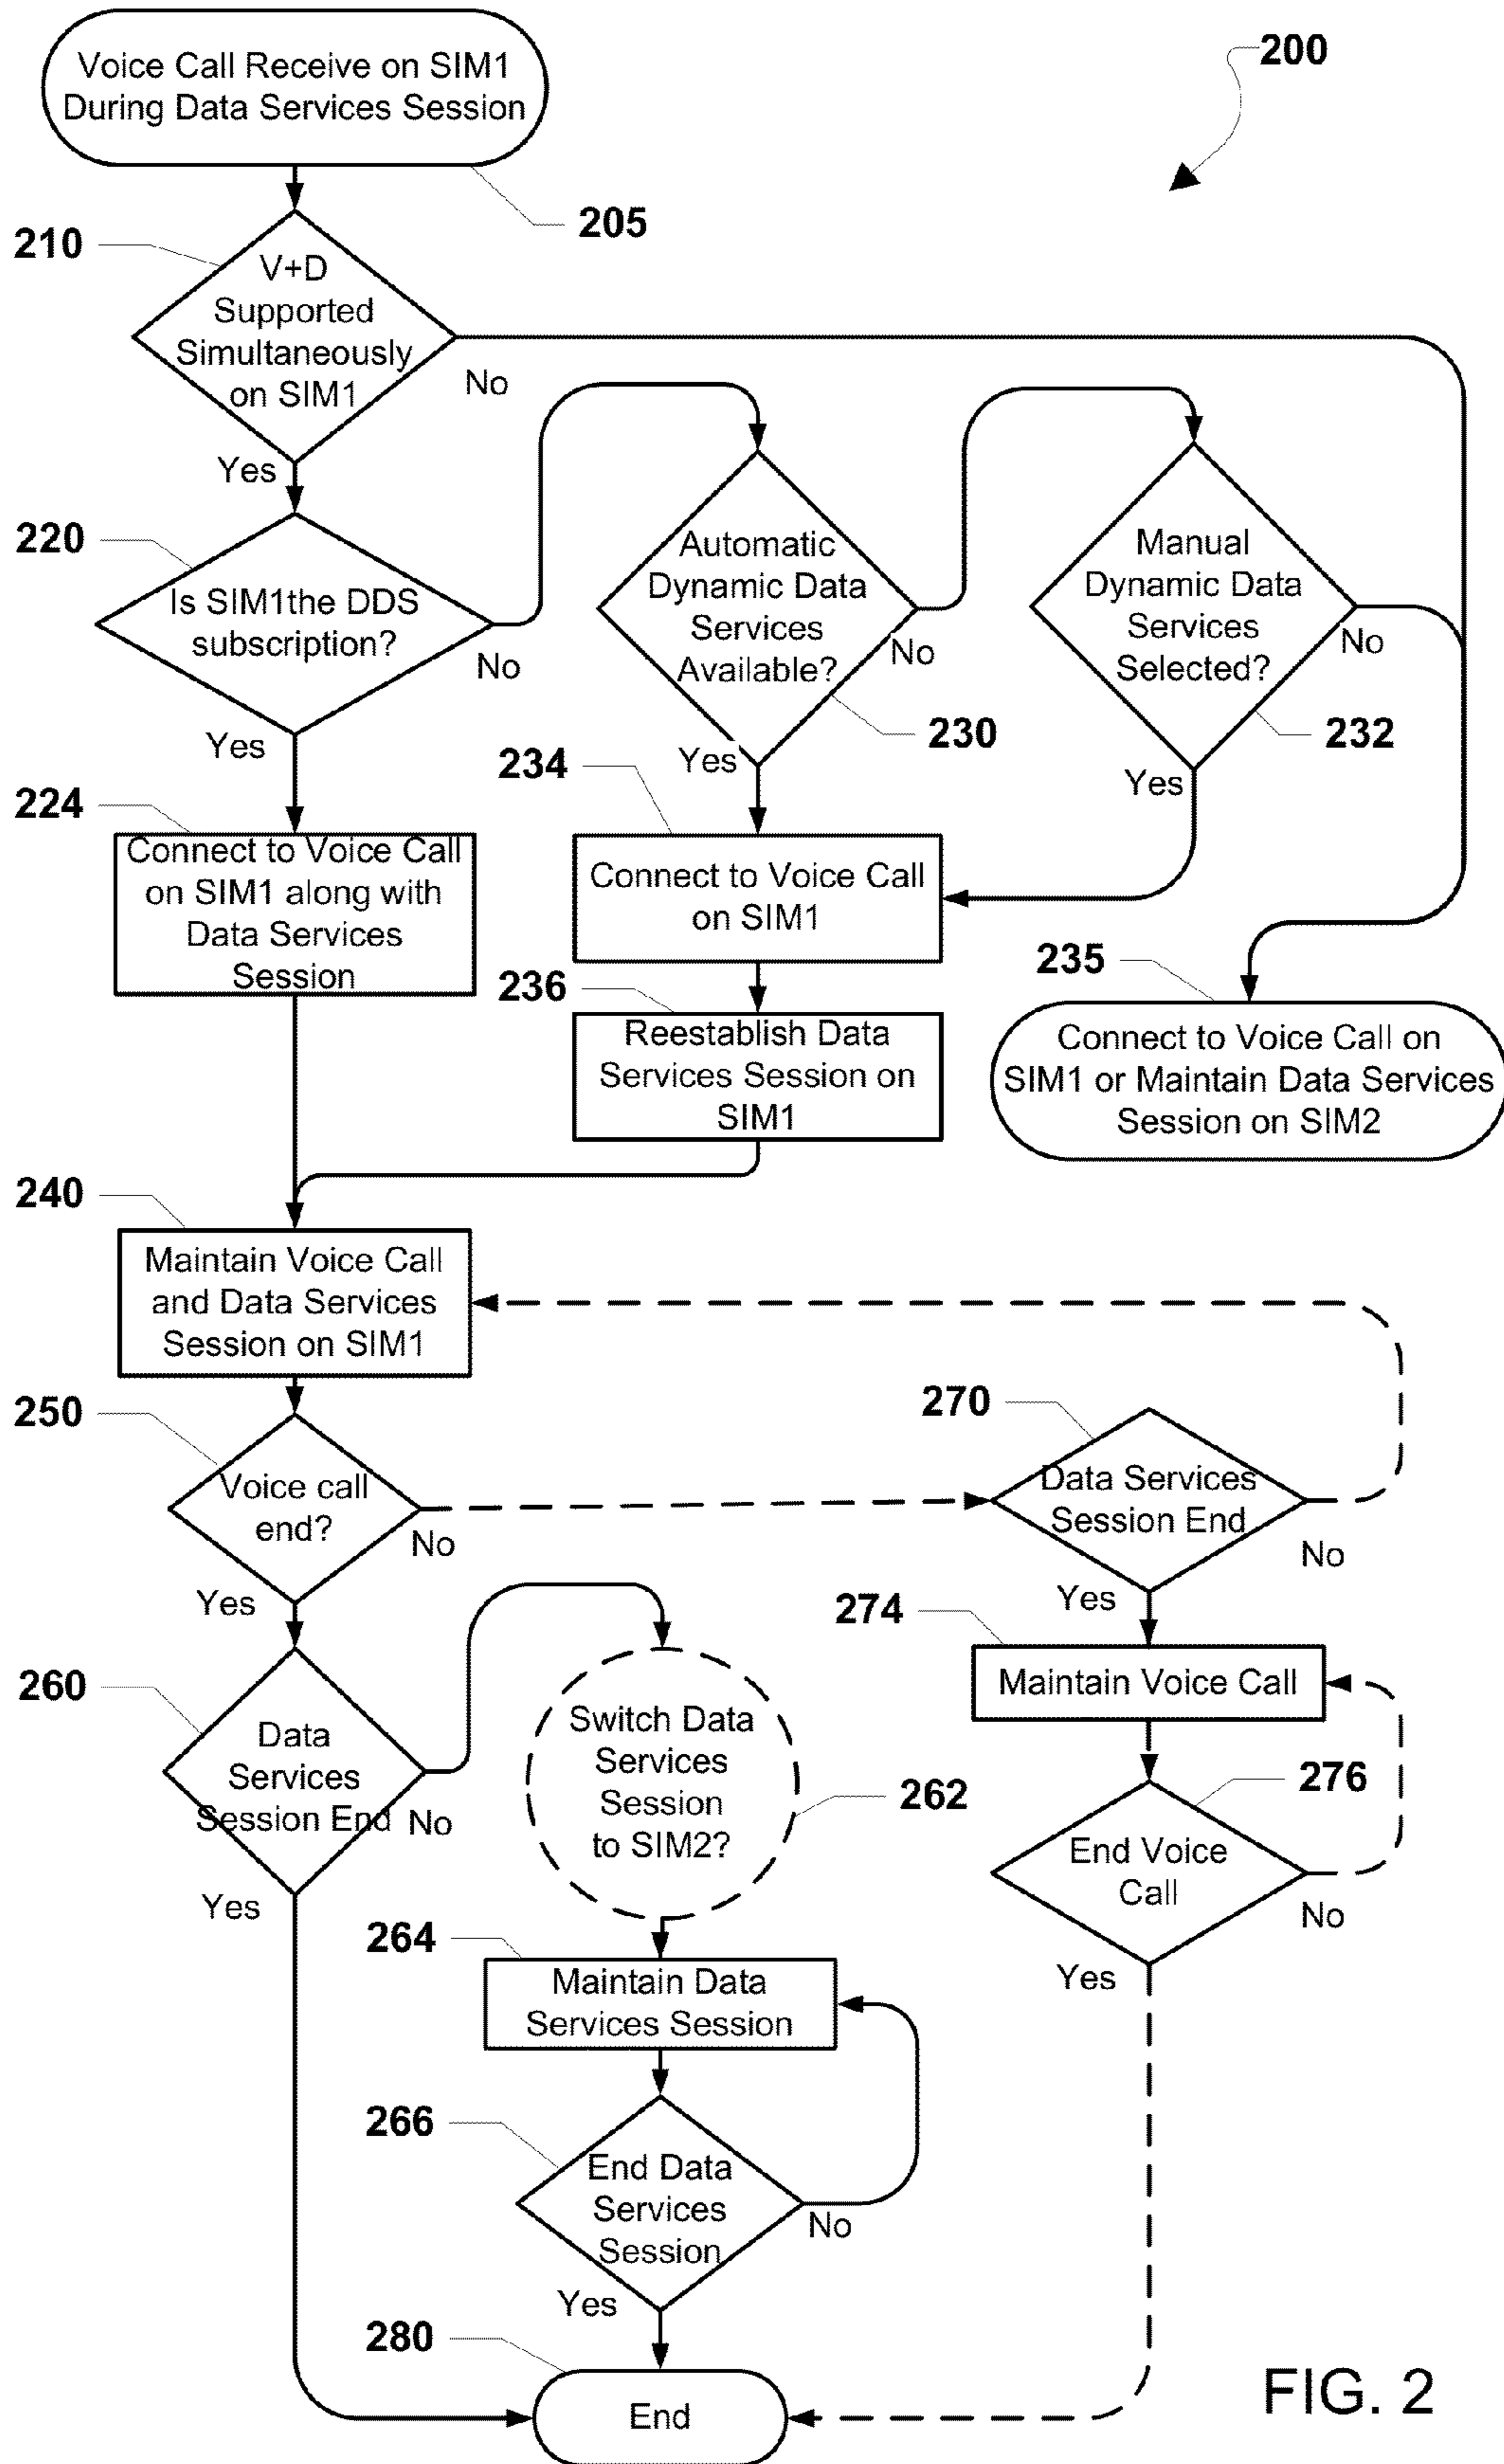 Voice Call Receive on SIM1
During Data Services Session
200
205
210
V+D
Supported
Simultaneously
on SIM1
No
Yes
220
Is SIM1the DDS
subscription?
No
Yes
Automatic
Dynamic Data
Services
Available?
No
230
Yes
Manual
Dynamic Data
Services
Selected?
No
232
Yes
224
Connect to Voice Call
on SIM1 along with
Data Services
Session
234
Connect to Voice Call
on SIM1
236
Reestablish Data
Services Session on
SIM1
235
Connect to Voice Call on
SIM1 or Maintain Data Services
Session on SIM2
240
Maintain Voice Call
and Data Services
Session on SIM1
250
Voice call
end?
No
Yes
270
Data Services
Session End
No
Yes
260
Data
Services
Session End
No
Yes
Switch Data
Services
Session
to SIM2?
262
274
Maintain Voice Call
276
End Voice
Call
No
Yes
264
Maintain Data
Services Session
266
End Data
Services
Session
No
Yes
280
End
FIG. 2